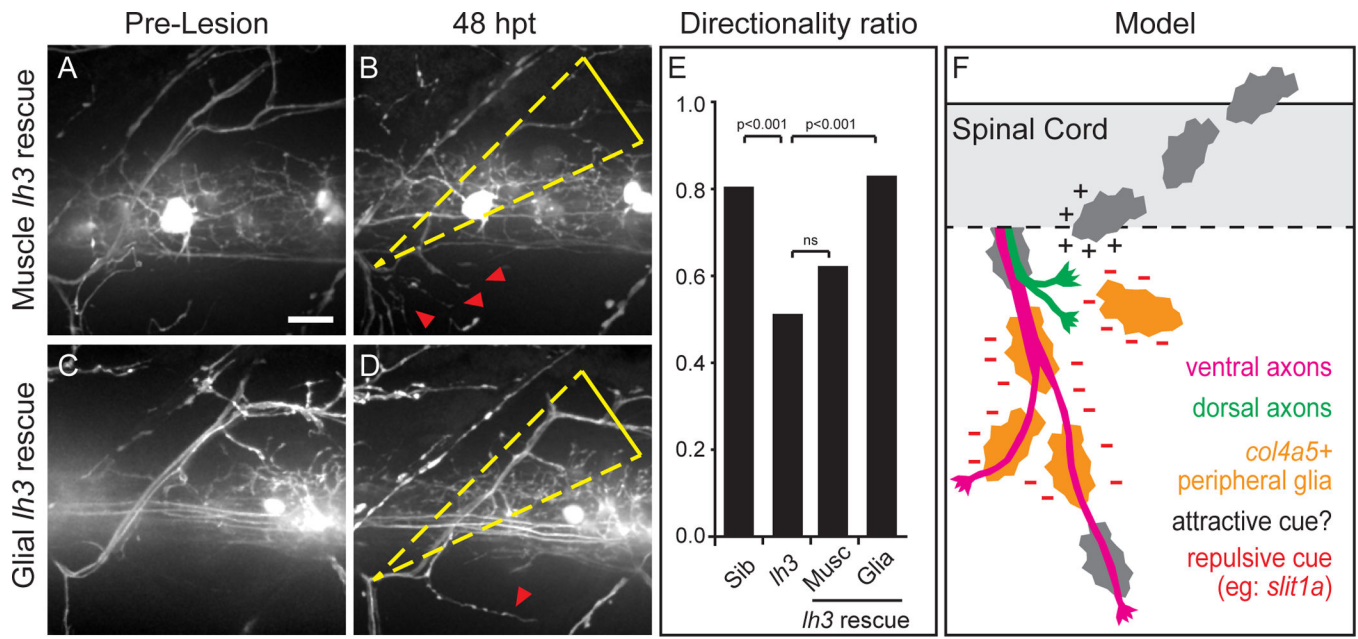 Pre-Lesion
48 hpt
Directionality ratio
Model
Muscle lh3 rescue
Glial lh3 rescue
A
B
C
D
E
1.0
0.8
0.6
0.4
0.2
0.0
p<0.001
p<0.001
ns
Sib
lh3
Musc
Glia
lh3 rescue
F
Spinal Cord
+
+
+
+
+
ventral axons
dorsal axons
col4a5+
peripheral glia
attractive cue?
repulsive cue
(eg: slit1a)